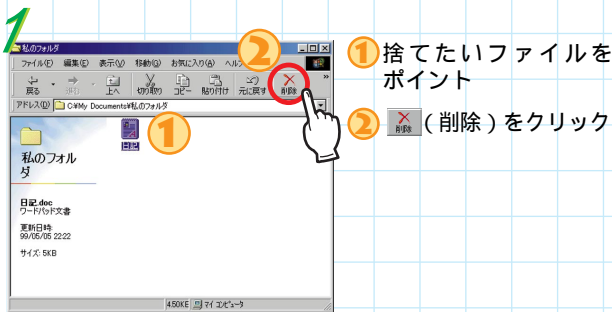 1
私のフォルダ
ファイル(F) 編集(E) 表示(V) 移動(G) お気に入り(A) ヘル
戻る 上へ 切り取り コピー 貼り付け 元に戻す 削除 »
アドレス(D) C:¥My Documents¥私のフォルダ
私のフォル
ダ
日記
日記.doc
ワードパッド文書
更新日時:
99/05/05 22:22
サイズ: 5KB
4.50KB マイ コンピュータ
1
2
1 捨てたいファイルを
ポイント
2 削除 (削除)をクリック